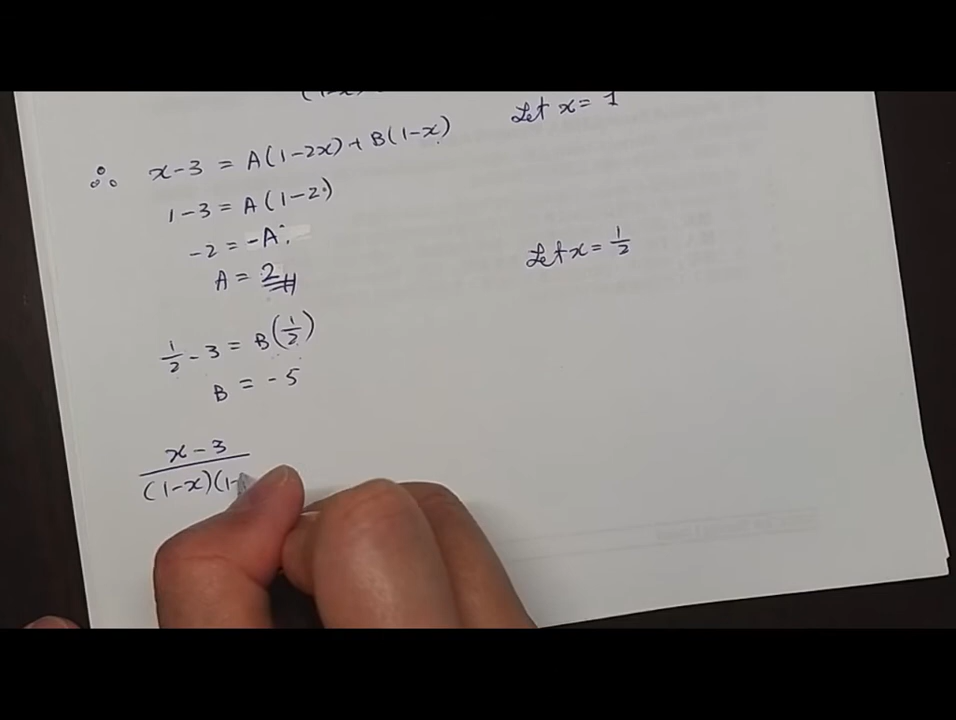 Let x = 1
∴ x-3 = A(1-2x)+B(1-x)
1-3 = A(1-2)
-2 = -A
A = 2
Let x = 1/2
1/2 - 3 = B(1/2)
B = -5
x-3
(1-x)(1-